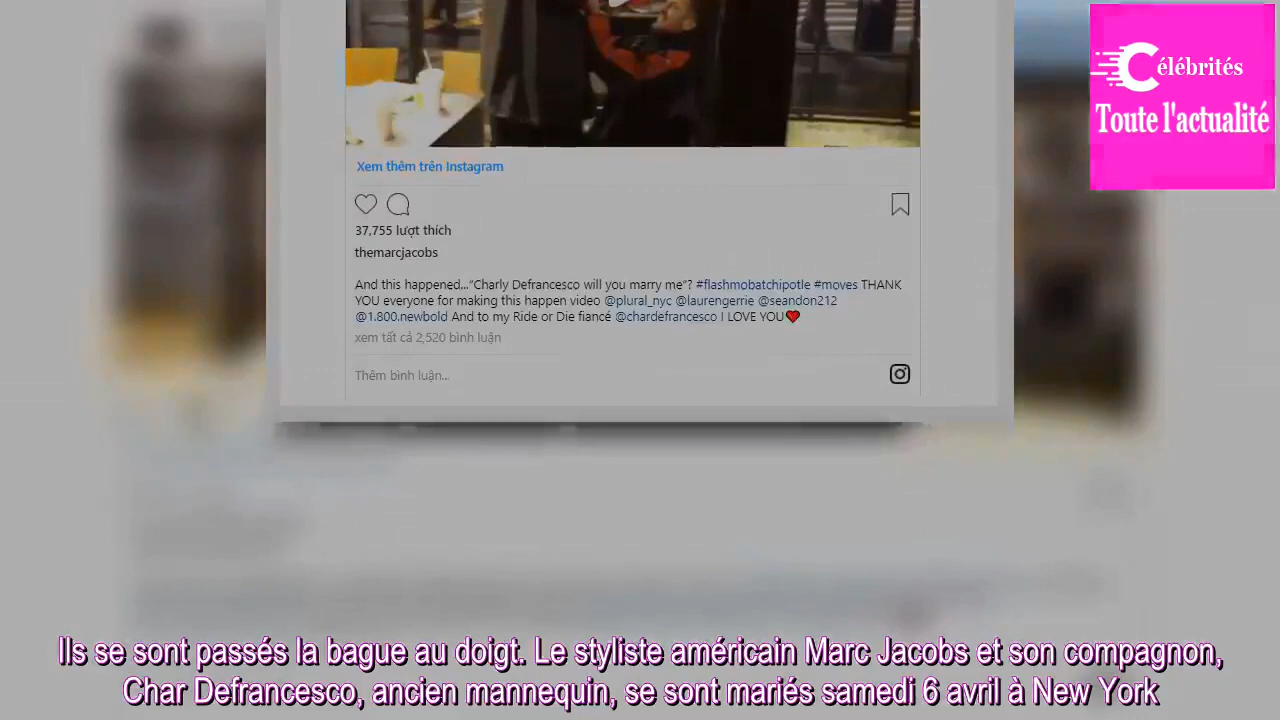 Célébrités
Toute l'actualité
Xem thêm trên Instagram
37,755 lượt thích
themarcjacobs
And this happened..."Charly Defrancesco will you marry me"? #flashmobatchipotle #moves THANK
YOU everyone for making this happen video @plural_nyc @laurengerrie @seandon212
@1.800.newbold And to my Ride or Die fiancé @chardefrancesco I LOVE YOU❤
xem tất cả 2,520 bình luận
Thêm bình luận...
Ils se sont passés la bague au doigt. Le styliste américain Marc Jacobs et son compagnon,
Char Defrancesco, ancien mannequin, se sont mariés samedi 6 avril à New York